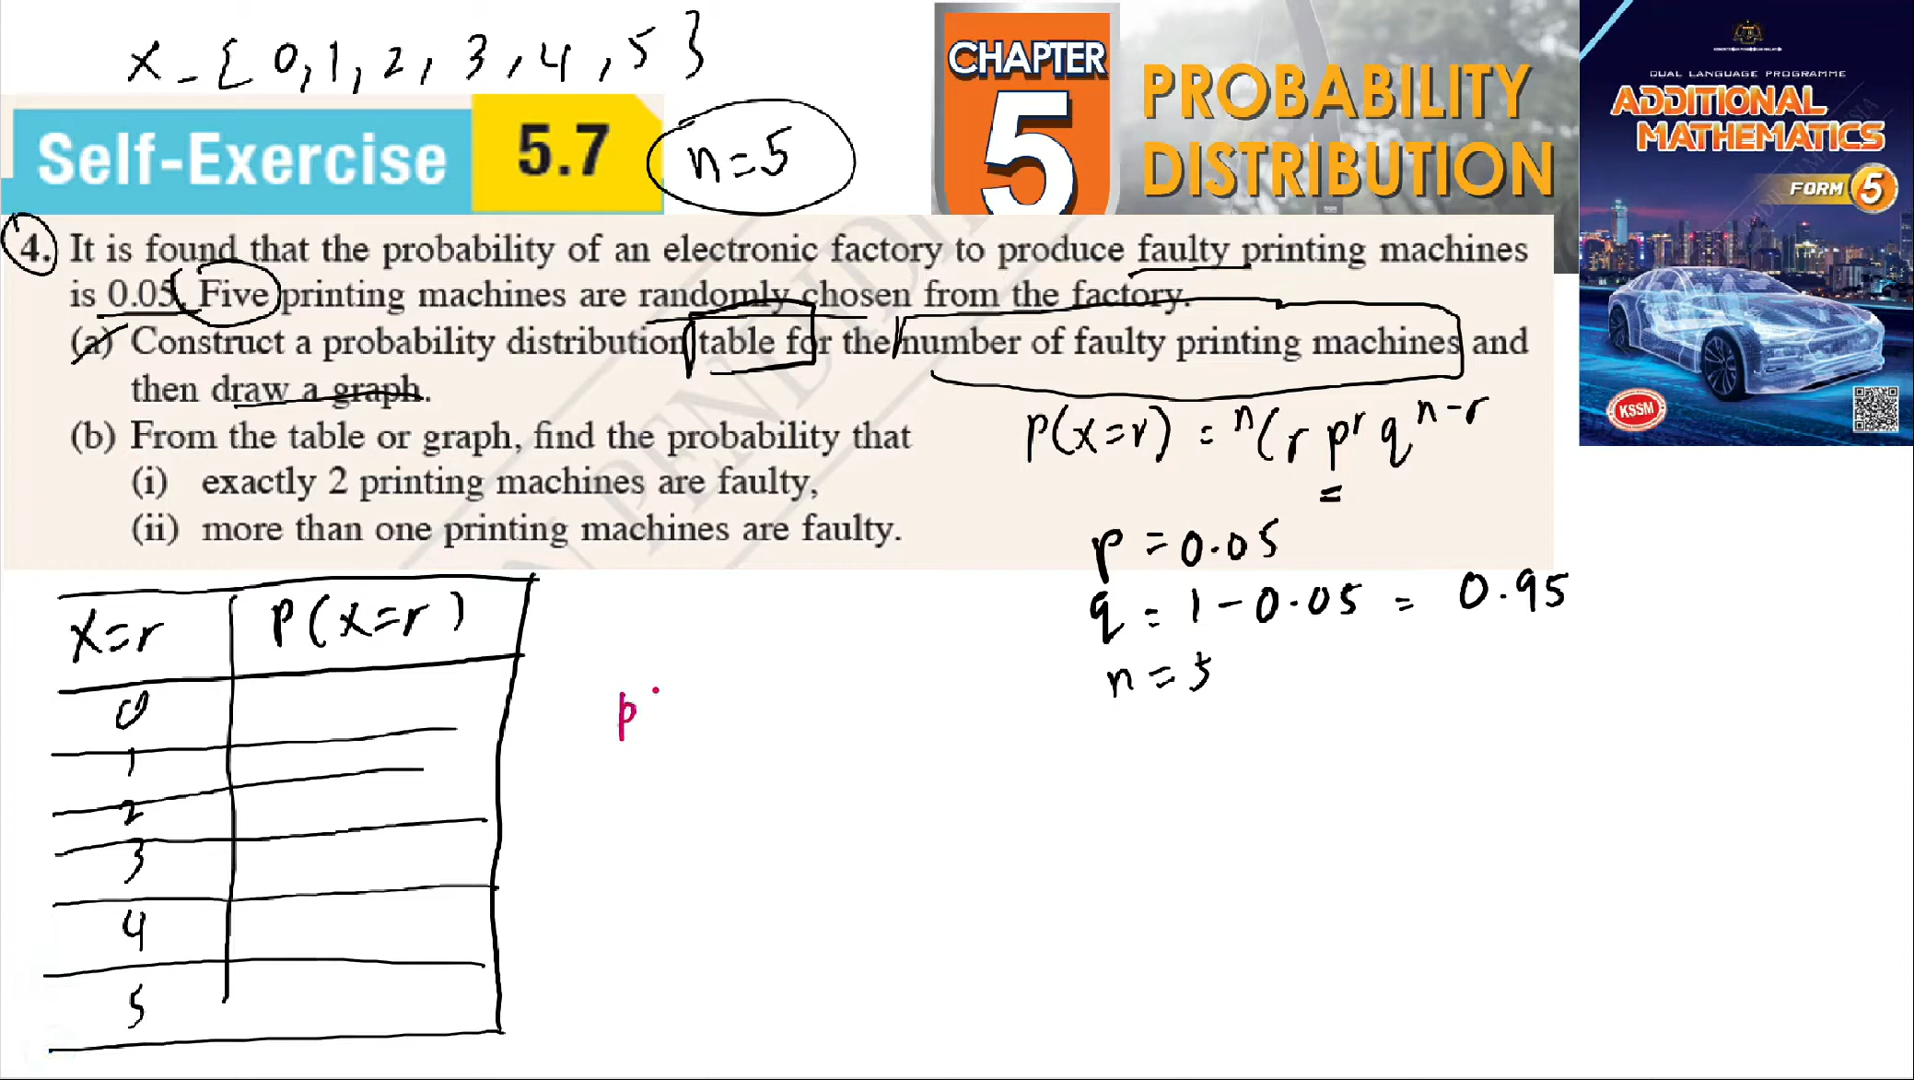 x - { 0, 1, 2, 3, 4, 5 }
Self-Exercise 5.7
n = 5
CHAPTER 5
PROBABILITY DISTRIBUTION
DUAL LANGUAGE PROGRAMME
ADDITIONAL
MATHEMATICS
FORM 5
KSSM
4. It is found that the probability of an electronic factory to produce faulty printing machines
is 0.05. Five printing machines are randomly chosen from the factory.
(a) Construct a probability distribution table for the number of faulty printing machines and
then draw a graph.
(b) From the table or graph, find the probability that
(i) exactly 2 printing machines are faulty,
(ii) more than one printing machines are faulty.
P(x=r) = nCr p^r q^n-r
=
p = 0.05
q = 1 - 0.05 = 0.95
n = 5
X=r P(X=r)
0
1
2
3
4
5
p